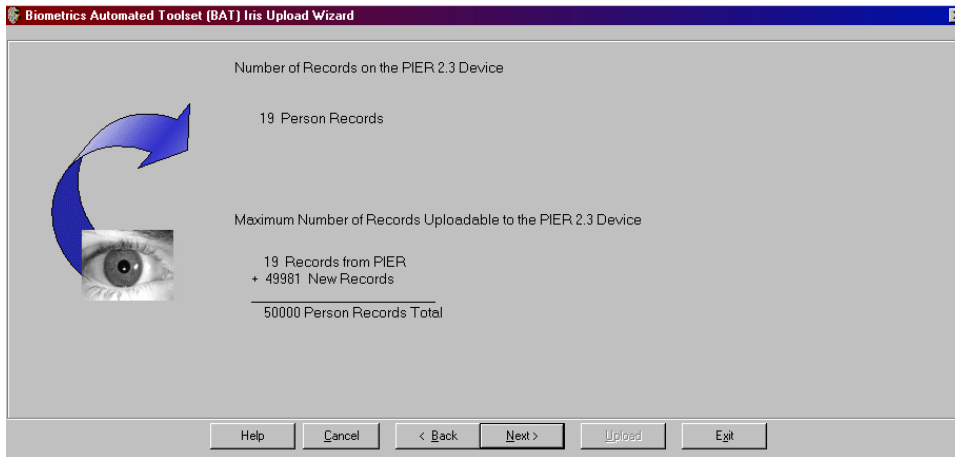 Biometrics Automated Toolset (BAT) Iris Upload Wizard
Number of Records on the PIER 2.3 Device
19 Person Records
Maximum Number of Records Uploadable to the PIER 2.3 Device
19 Records from PIER
+ 49981 New Records
50000 Person Records Total
Help Cancel < Back Next > Upload Exit